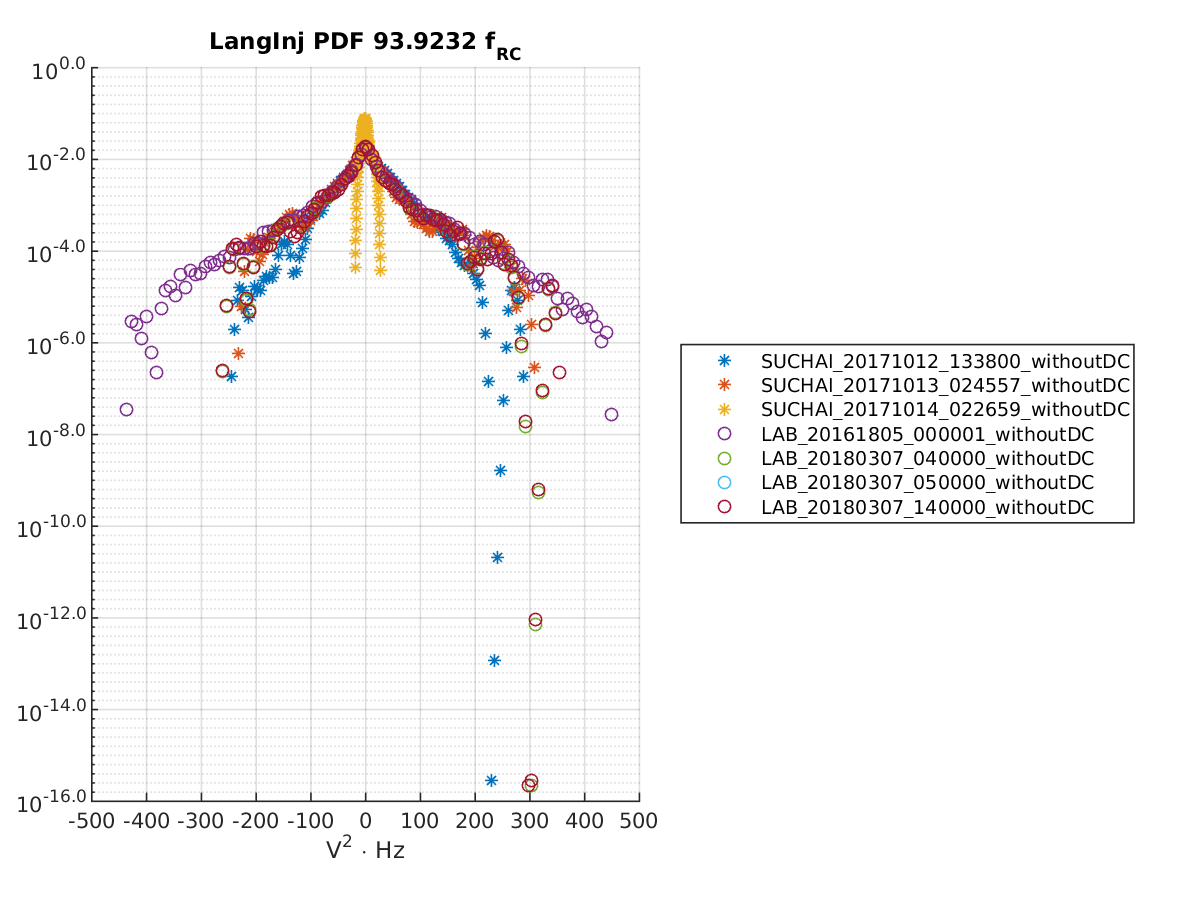 LangInj PDF 93.9232 f_RC
10^0.0
10^-2.0
10^-4.0
10^-6.0
10^-8.0
10^-10.0
10^-12.0
10^-14.0
10^-16.0
-500 -400 -300 -200 -100 0 100 200 300 400 500
V^2 · Hz
SUCHAI_20171012_133800_withoutDC
SUCHAI_20171013_024557_withoutDC
SUCHAI_20171014_022659_withoutDC
LAB_20161805_000001_withoutDC
LAB_20180307_040000_withoutDC
LAB_20180307_050000_withoutDC
LAB_20180307_140000_withoutDC